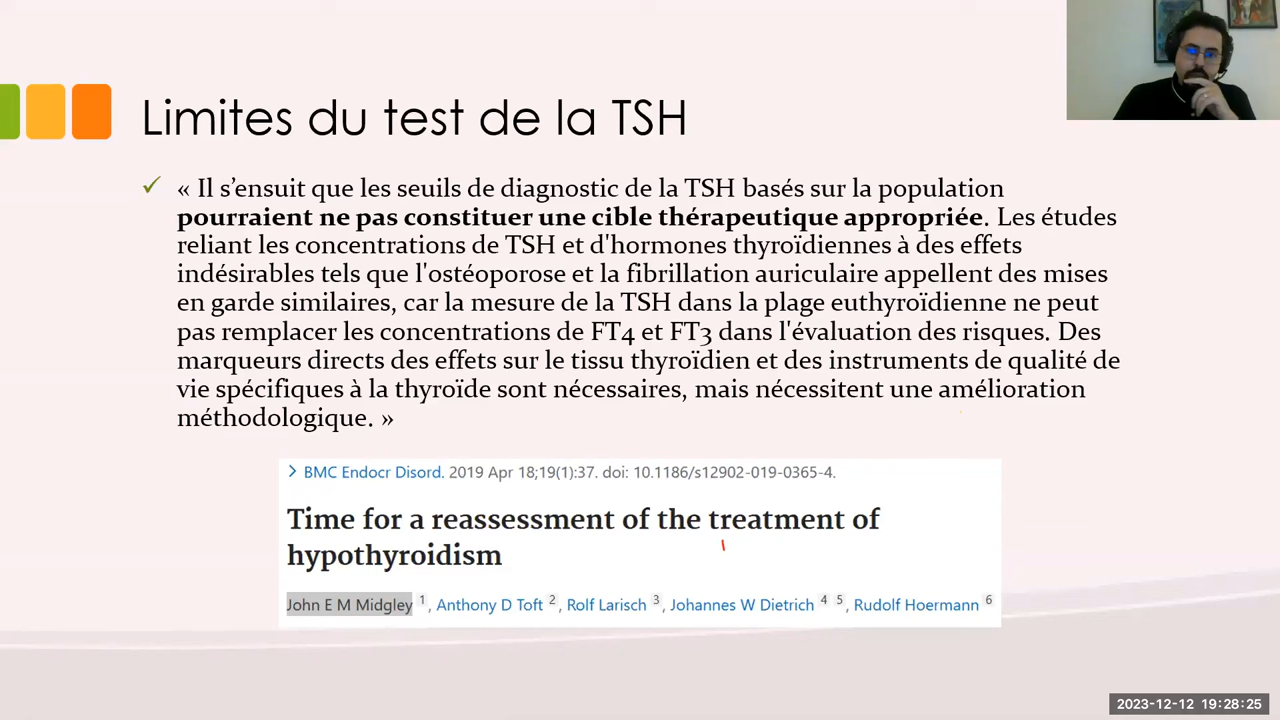 Limites du test de la TSH
« Il s’ensuit que les seuils de diagnostic de la TSH basés sur la population
pourraient ne pas constituer une cible thérapeutique appropriée. Les études
reliant les concentrations de TSH et d'hormones thyroïdiennes à des effets
indésirables tels que l'ostéoporose et la fibrillation auriculaire appellent des mises
en garde similaires, car la mesure de la TSH dans la plage euthyroïdienne ne peut
pas remplacer les concentrations de FT4 et FT3 dans l'évaluation des risques. Des
marqueurs directs des effets sur le tissu thyroïdien et des instruments de qualité de
vie spécifiques à la thyroïde sont nécessaires, mais nécessitent une amélioration
méthodologique. »
> BMC Endocr Disord. 2019 Apr 18;19(1):37. doi: 10.1186/s12902-019-0365-4.
Time for a reassessment of the treatment of
hypothyroidism
John E M Midgley 1, Anthony D Toft 2, Rolf Larisch 3, Johannes W Dietrich 4 5, Rudolf Hoermann 6
2023-12-12 19:28:25